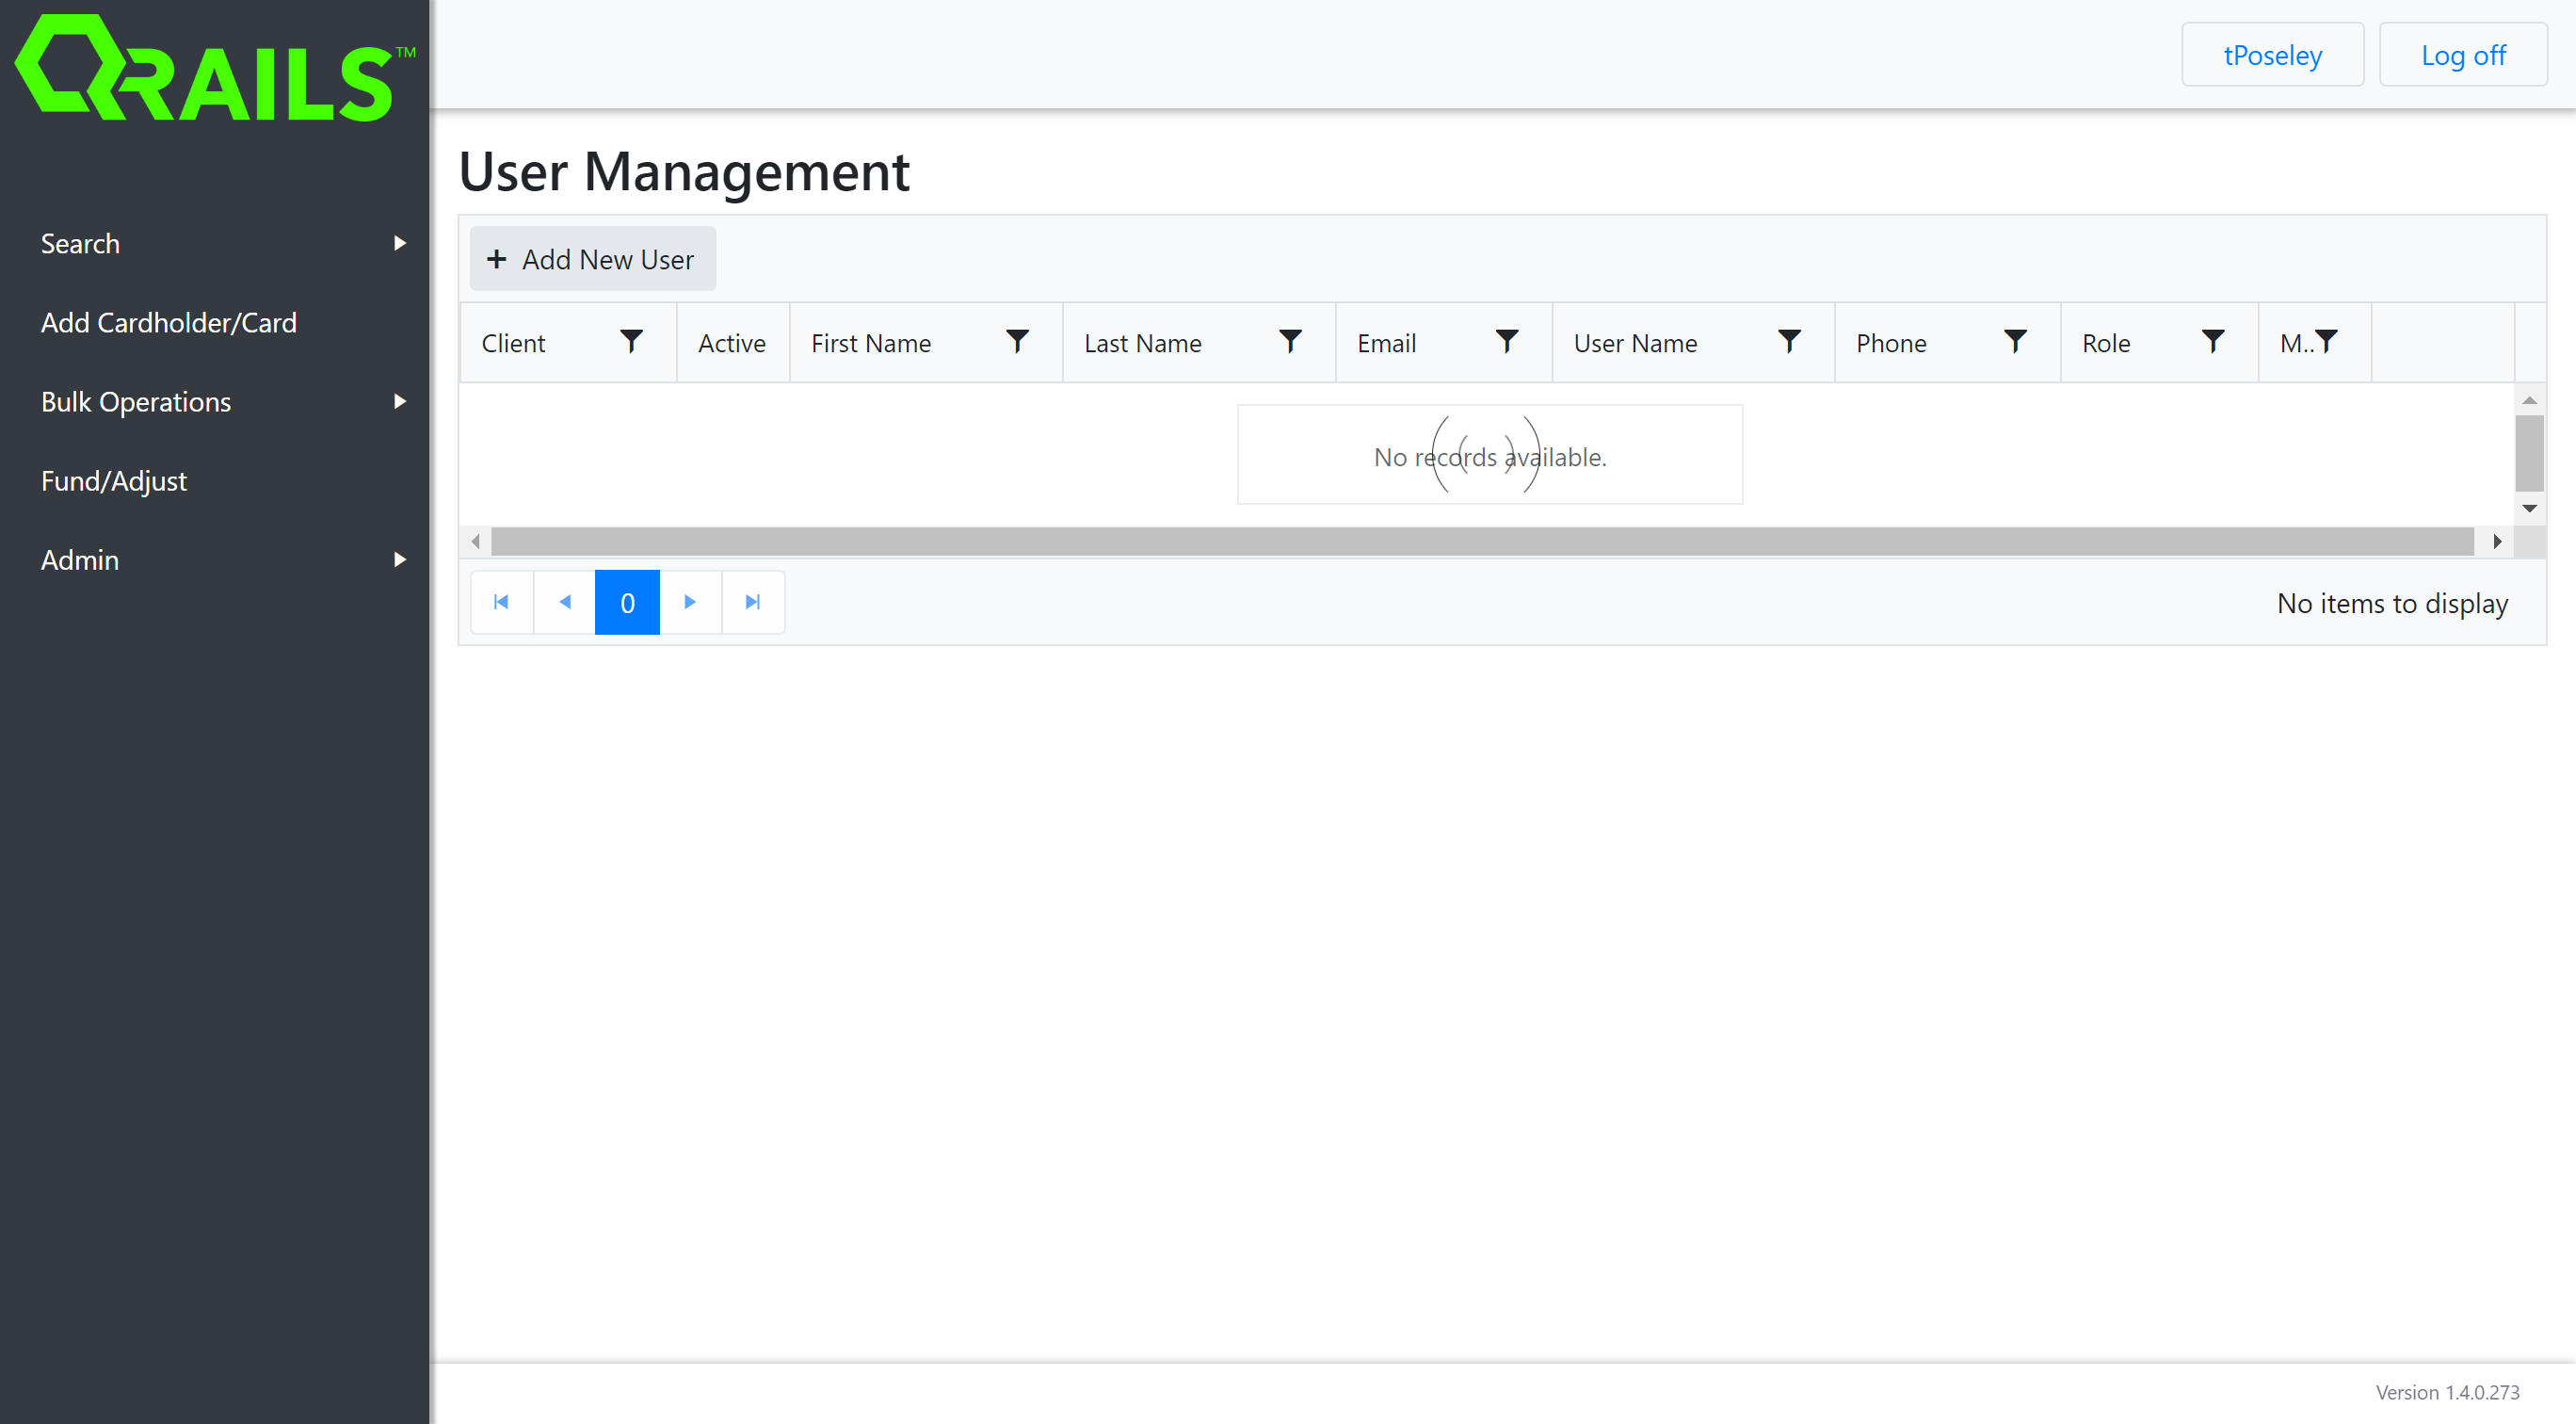 QRAILS™
tPoseley
Log off
User Management
Search
Add Cardholder/Card
Bulk Operations
Fund/Adjust
Admin
+ Add New User
Client Active First Name Last Name Email User Name Phone Role M..
No records available.
0
No items to display
Version 1.4.0.273